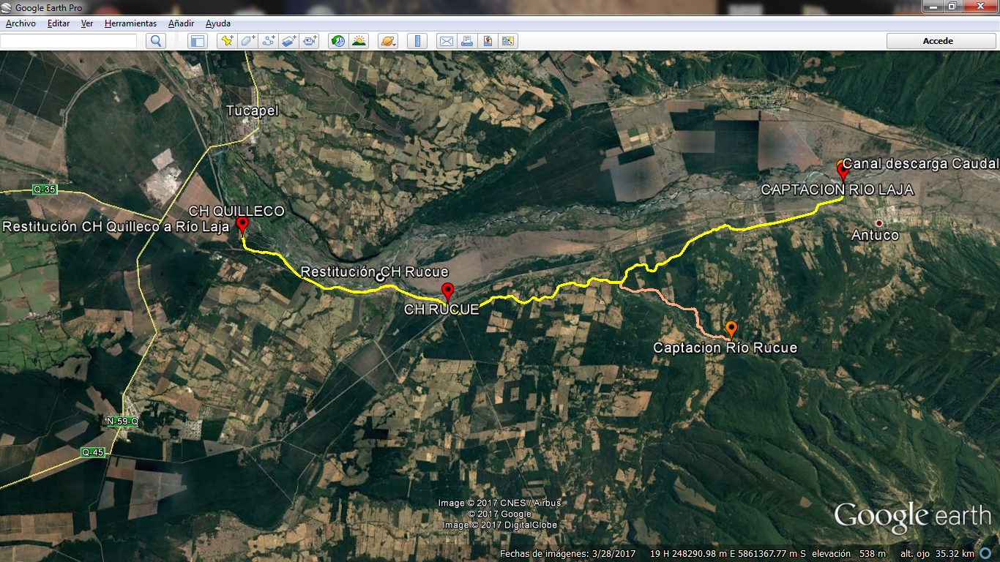 Google Earth Pro
Archivo Editar Ver Herramientas Añadir Ayuda
Accede
Tucapel
Canal descarga Caudal
Q-35
CAPTACION RIO LAJA
CH QUILLECO
Restitución CH Quilleco a Río Laja
Antuco
Restitución CH Rucue
CH RUCUE
Captacion Río Rucue
N-59-Q
Q-45
Image © 2017 CNES / Airbus
© 2017 Google
Image © 2017 DigitalGlobe
Google earth
Fechas de imágenes: 3/28/2017 19 H 248290.98 m E 5861367.77 m S elevación 538 m alt. ojo 35.32 km